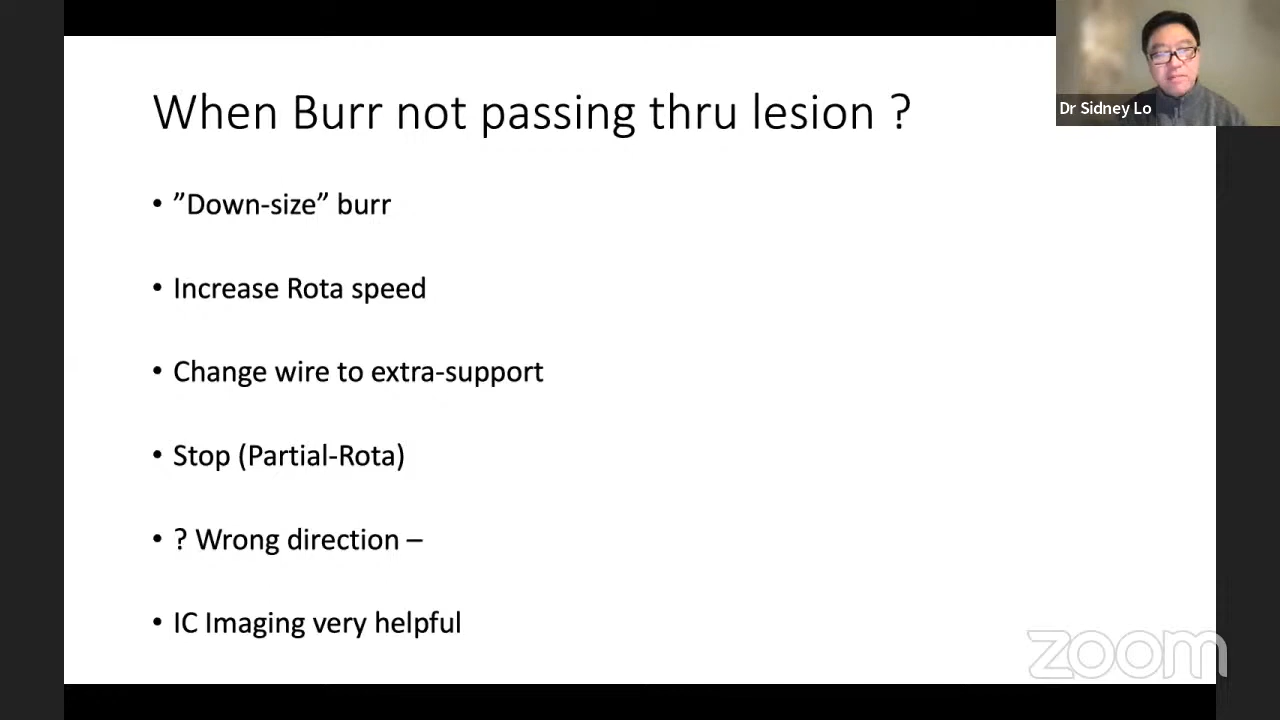 When Burr not passing thru lesion ?
Dr Sidney Lo
• ”Down-size” burr
• Increase Rota speed
• Change wire to extra-support
• Stop (Partial-Rota)
• ? Wrong direction –
• IC Imaging very helpful
zoom